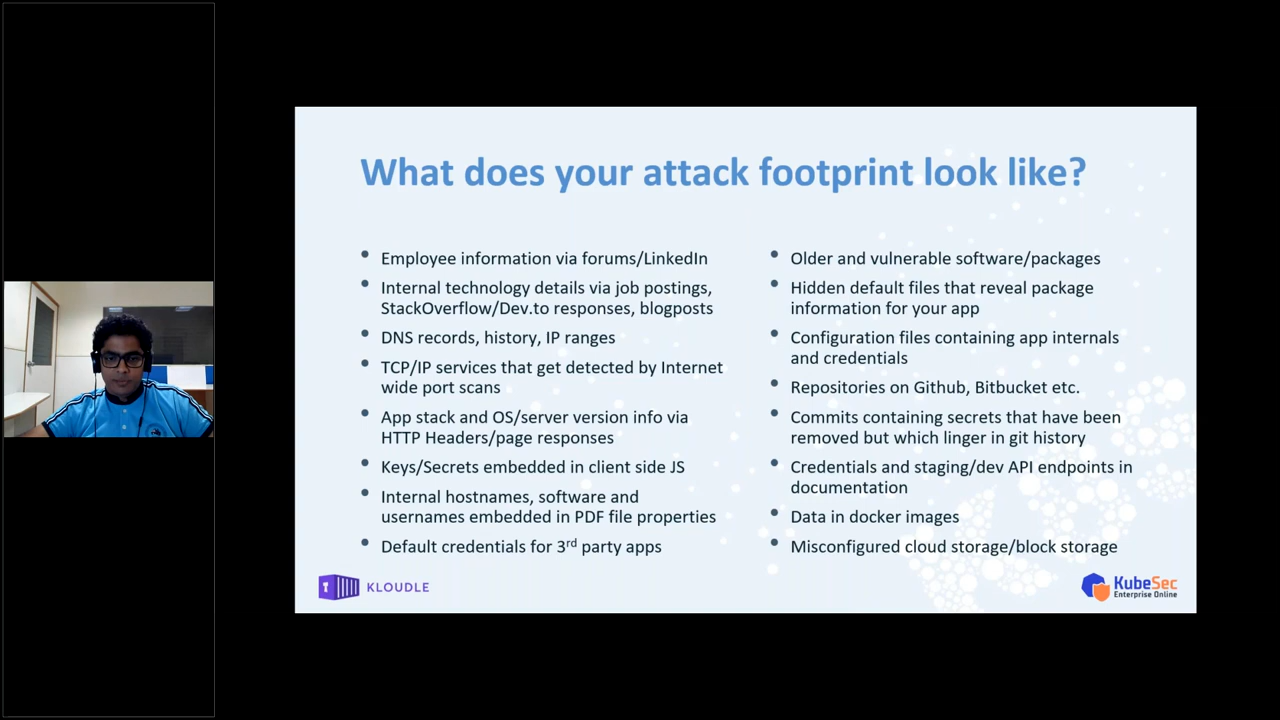 What does your attack footprint look like?
• Employee information via forums/LinkedIn
• Internal technology details via job postings,
StackOverflow/Dev.to responses, blogposts
• DNS records, history, IP ranges
• TCP/IP services that get detected by Internet
wide port scans
• App stack and OS/server version info via
HTTP Headers/page responses
• Keys/Secrets embedded in client side JS
• Internal hostnames, software and
usernames embedded in PDF file properties
• Default credentials for 3rd party apps
• Older and vulnerable software/packages
• Hidden default files that reveal package
information for your app
• Configuration files containing app internals
and credentials
• Repositories on Github, Bitbucket etc.
• Commits containing secrets that have been
removed but which linger in git history
• Credentials and staging/dev API endpoints in
documentation
• Data in docker images
• Misconfigured cloud storage/block storage
KLOUDLE
KubeSec
Enterprise Online